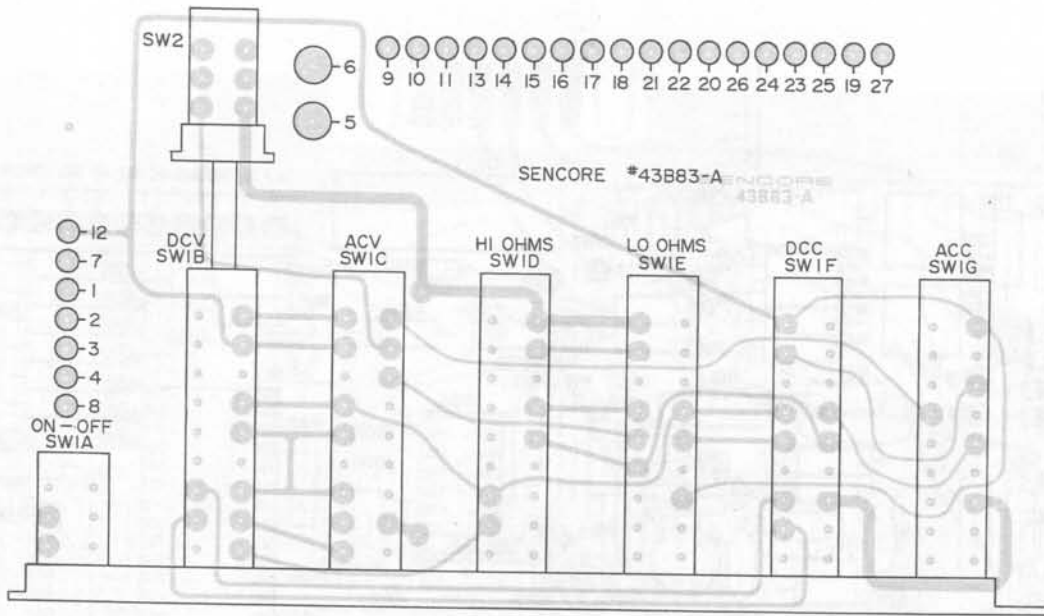 SW2
6
5
9 10 11 13 14 15 16 17 18 21 22 20 26 24 23 25 19 27
SENCORE #43B83-A
SENCORE
43B83-A
12
7
1
2
3
4
8
DCV
SW1B
ACV
SW1C
HI OHMS
SW1D
LO OHMS
SW1E
DCC
SW1F
ACC
SW1G
ON-OFF
SW1A